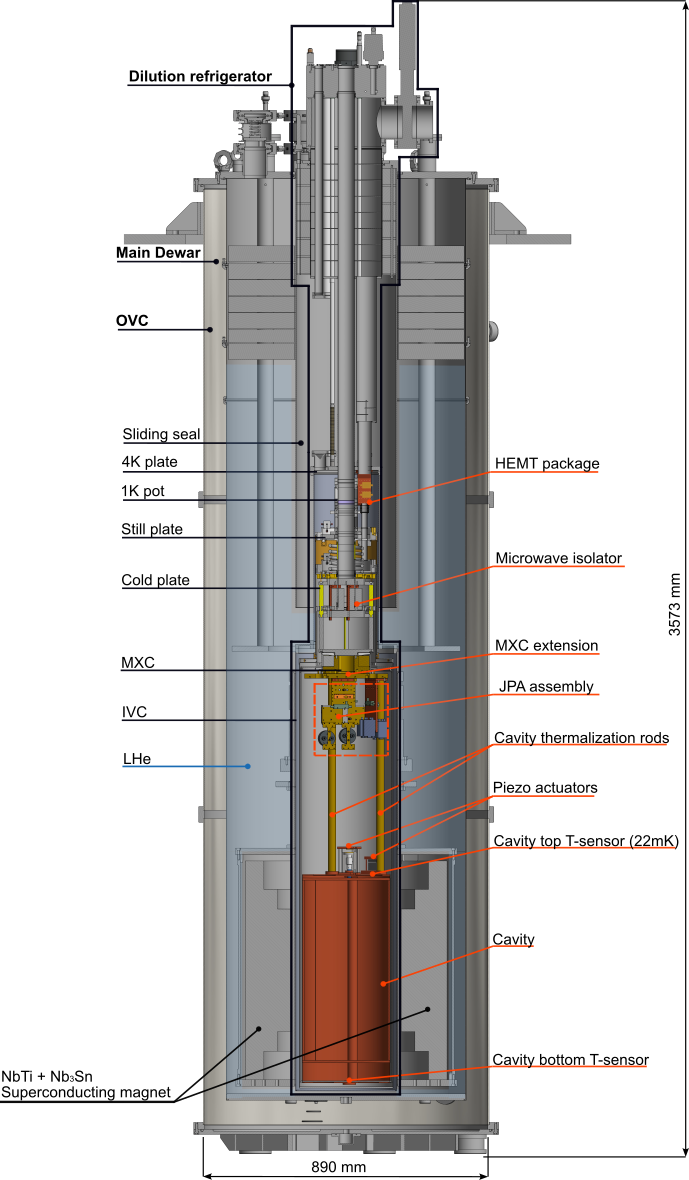 Dilution refrigerator
Main Dewar
OVC
Sliding seal
4K plate
HEMT package
1K pot
Still plate
Microwave isolator
Cold plate
3573 mm
MXC extension
MXC
JPA assembly
IVC
Cavity thermalization rods
LHe
Piezo actuators
Cavity top T-sensor (22mK)
Cavity
Cavity bottom T-sensor
NbTi + Nb₃Sn
Superconducting magnet
890 mm